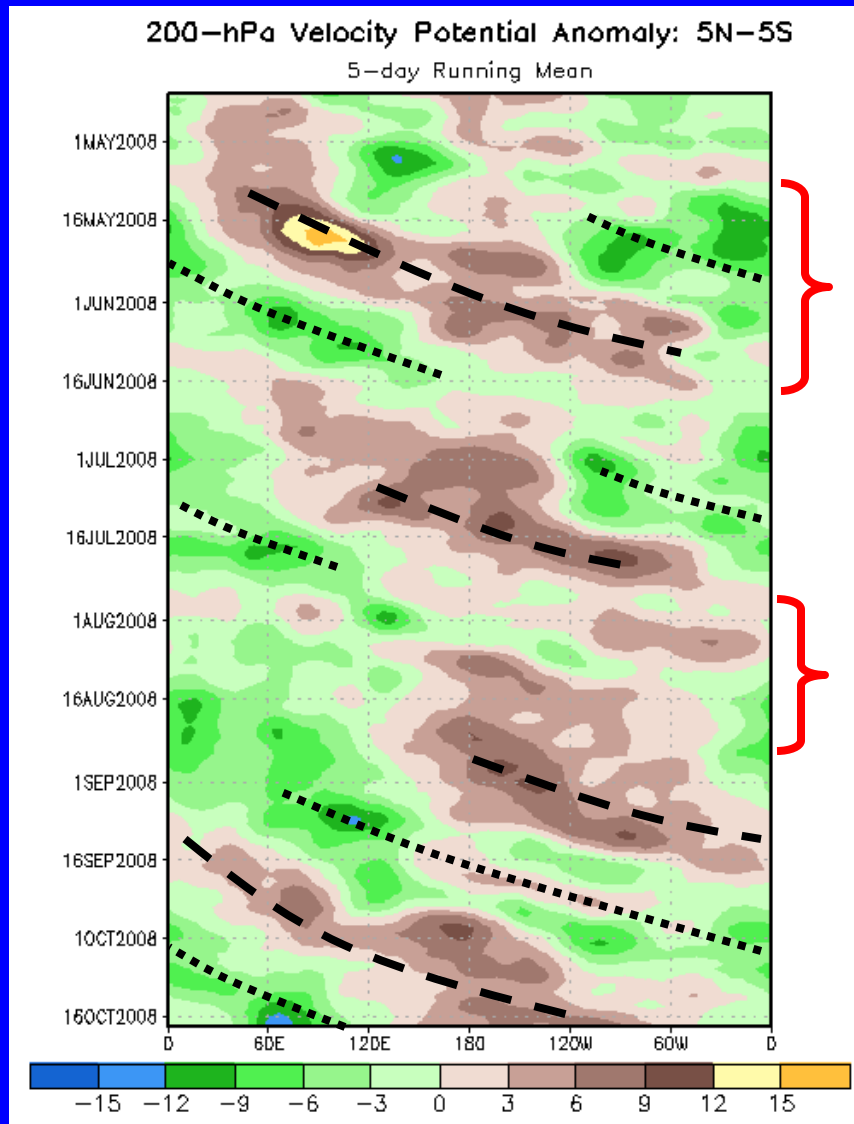 200-hPa Velocity Potential Anomaly: 5N-5S
5-day Running Mean
1MAY2008
16MAY2008
1JUN2008
16JUN2008
1JUL2008
16JUL2008
1AUG2008
16AUG2008
1SEP2008
16SEP2008
1OCT2008
16OCT2008
0 60E 120E 180 120W 60W 0
-15 -12 -9 -6 -3 0 3 6 9 12 15